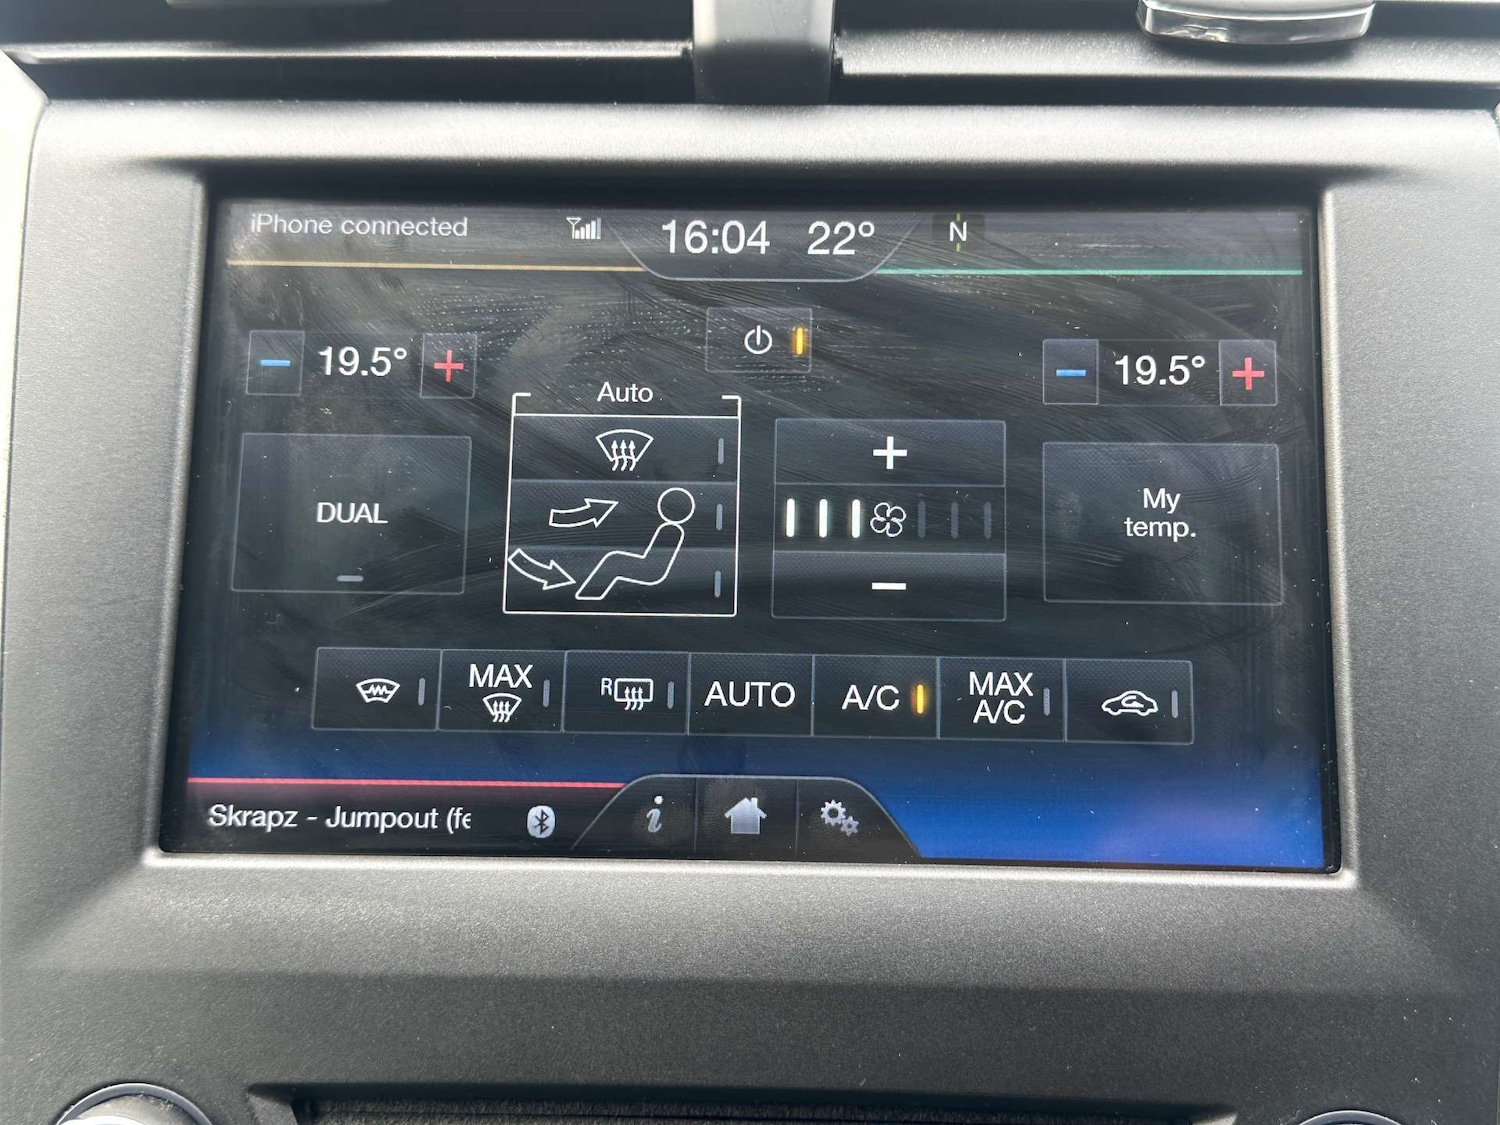 iPhone connected
16:04 22° N
- 19.5° +
Auto
- 19.5° +
DUAL
+
-
My
temp.
MAX
R
AUTO
A/C
MAX
A/C
Skrapz - Jumpout (fe
i